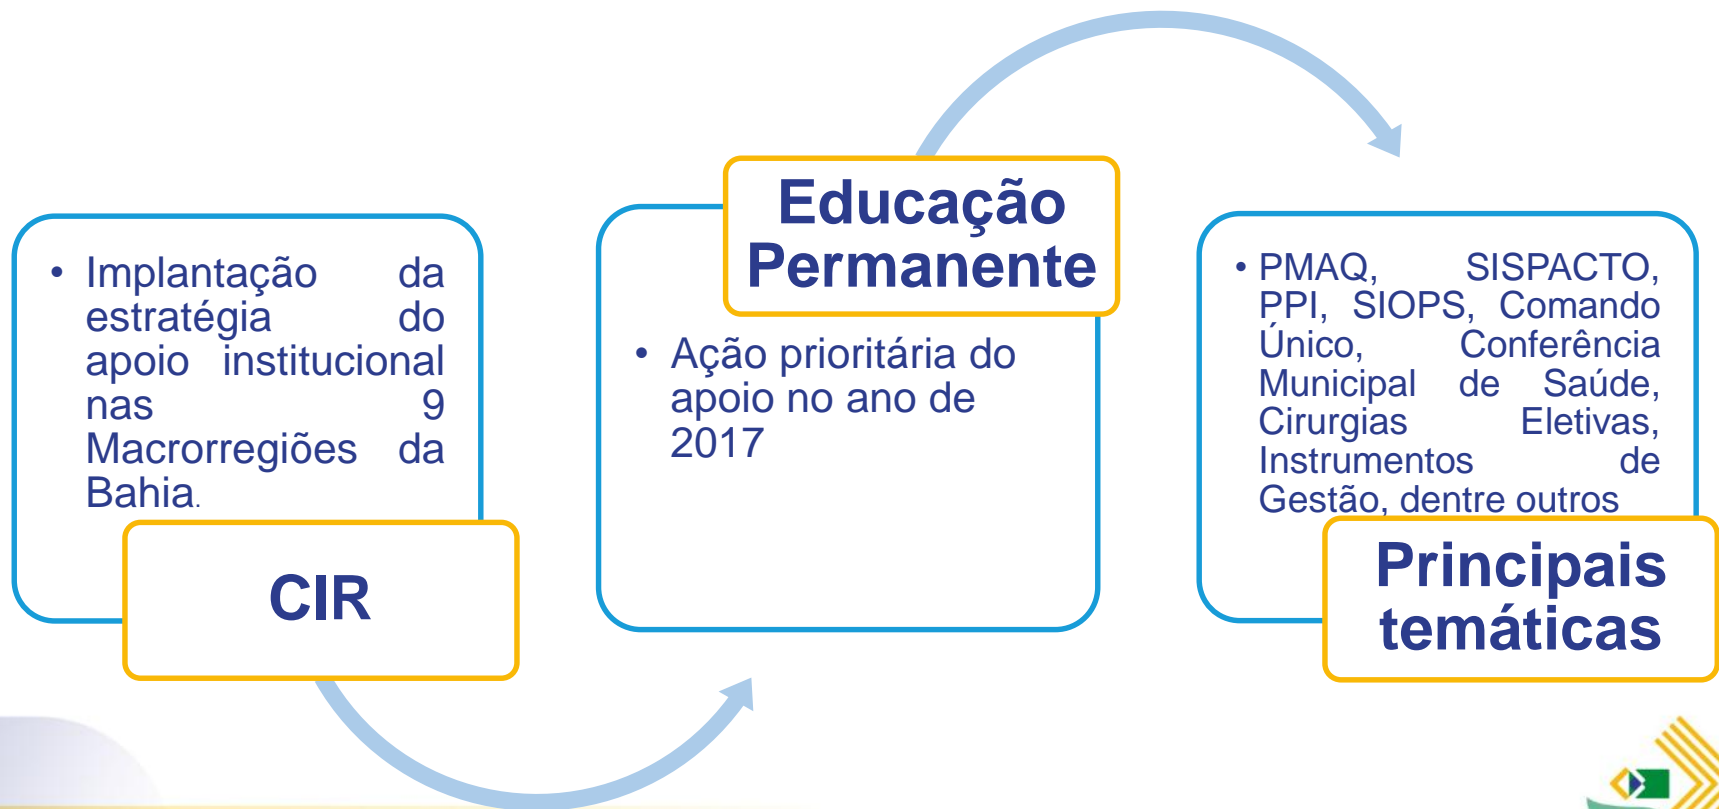 • Implantação da
estratégia do
apoio institucional
nas 9
Macrorregiões da
Bahia.
CIR
Educação
Permanente
• Ação prioritária do
apoio no ano de
2017
• PMAQ, SISPACTO,
PPI, SIOPS, Comando
Único, Conferência
Municipal de Saúde,
Cirurgias Eletivas,
Instrumentos de
Gestão, dentre outros
Principais
temáticas